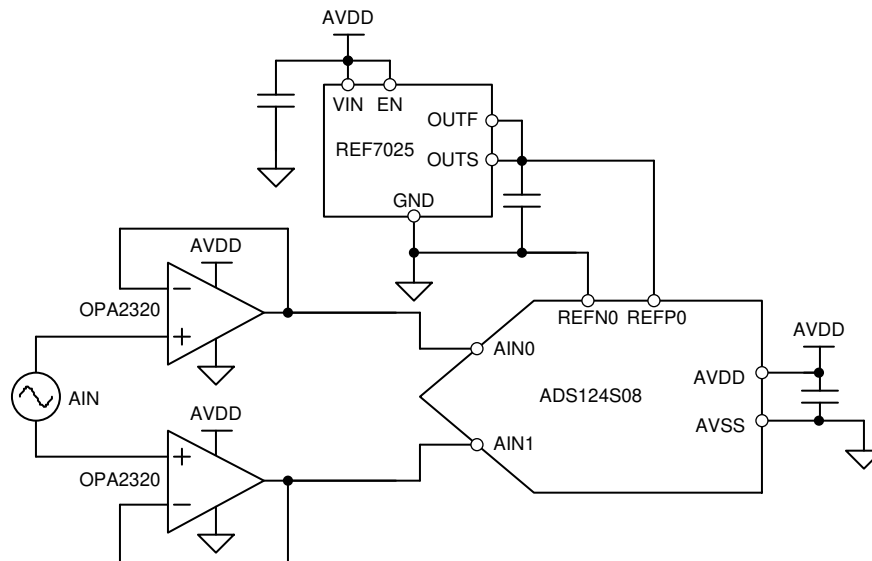 AVDD
VIN EN
OUTF
REF7025
OUTS
GND
AVDD
OPA2320
REFN0 REFP0
AVDD
AIN0
AVDD
ADS124S08
AIN
AVDD
AVSS
AIN1
OPA2320